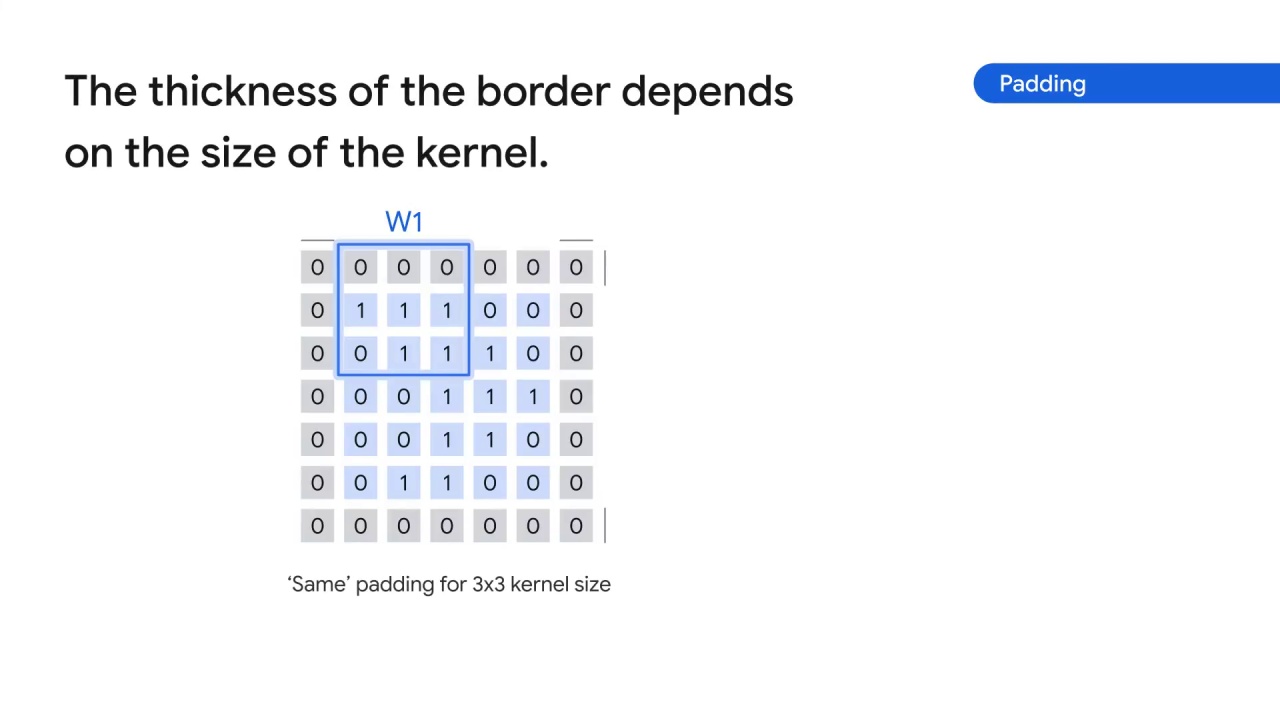 The thickness of the border depends
on the size of the kernel.
Padding
W1
0 0 0 0 0 0 0
0 1 1 1 0 0 0
0 0 1 1 1 0 0
0 0 0 1 1 1 0
0 0 0 1 1 0 0
0 0 1 1 0 0 0
0 0 0 0 0 0 0
‘Same’ padding for 3x3 kernel size